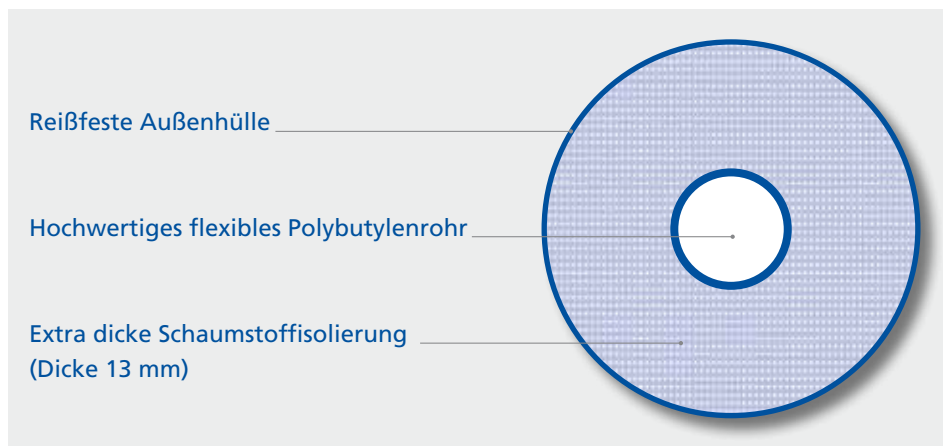 Reißfeste Außenhülle
Hochwertiges flexibles Polybutylenrohr
Extra dicke Schaumstoffisolierung
(Dicke 13 mm)